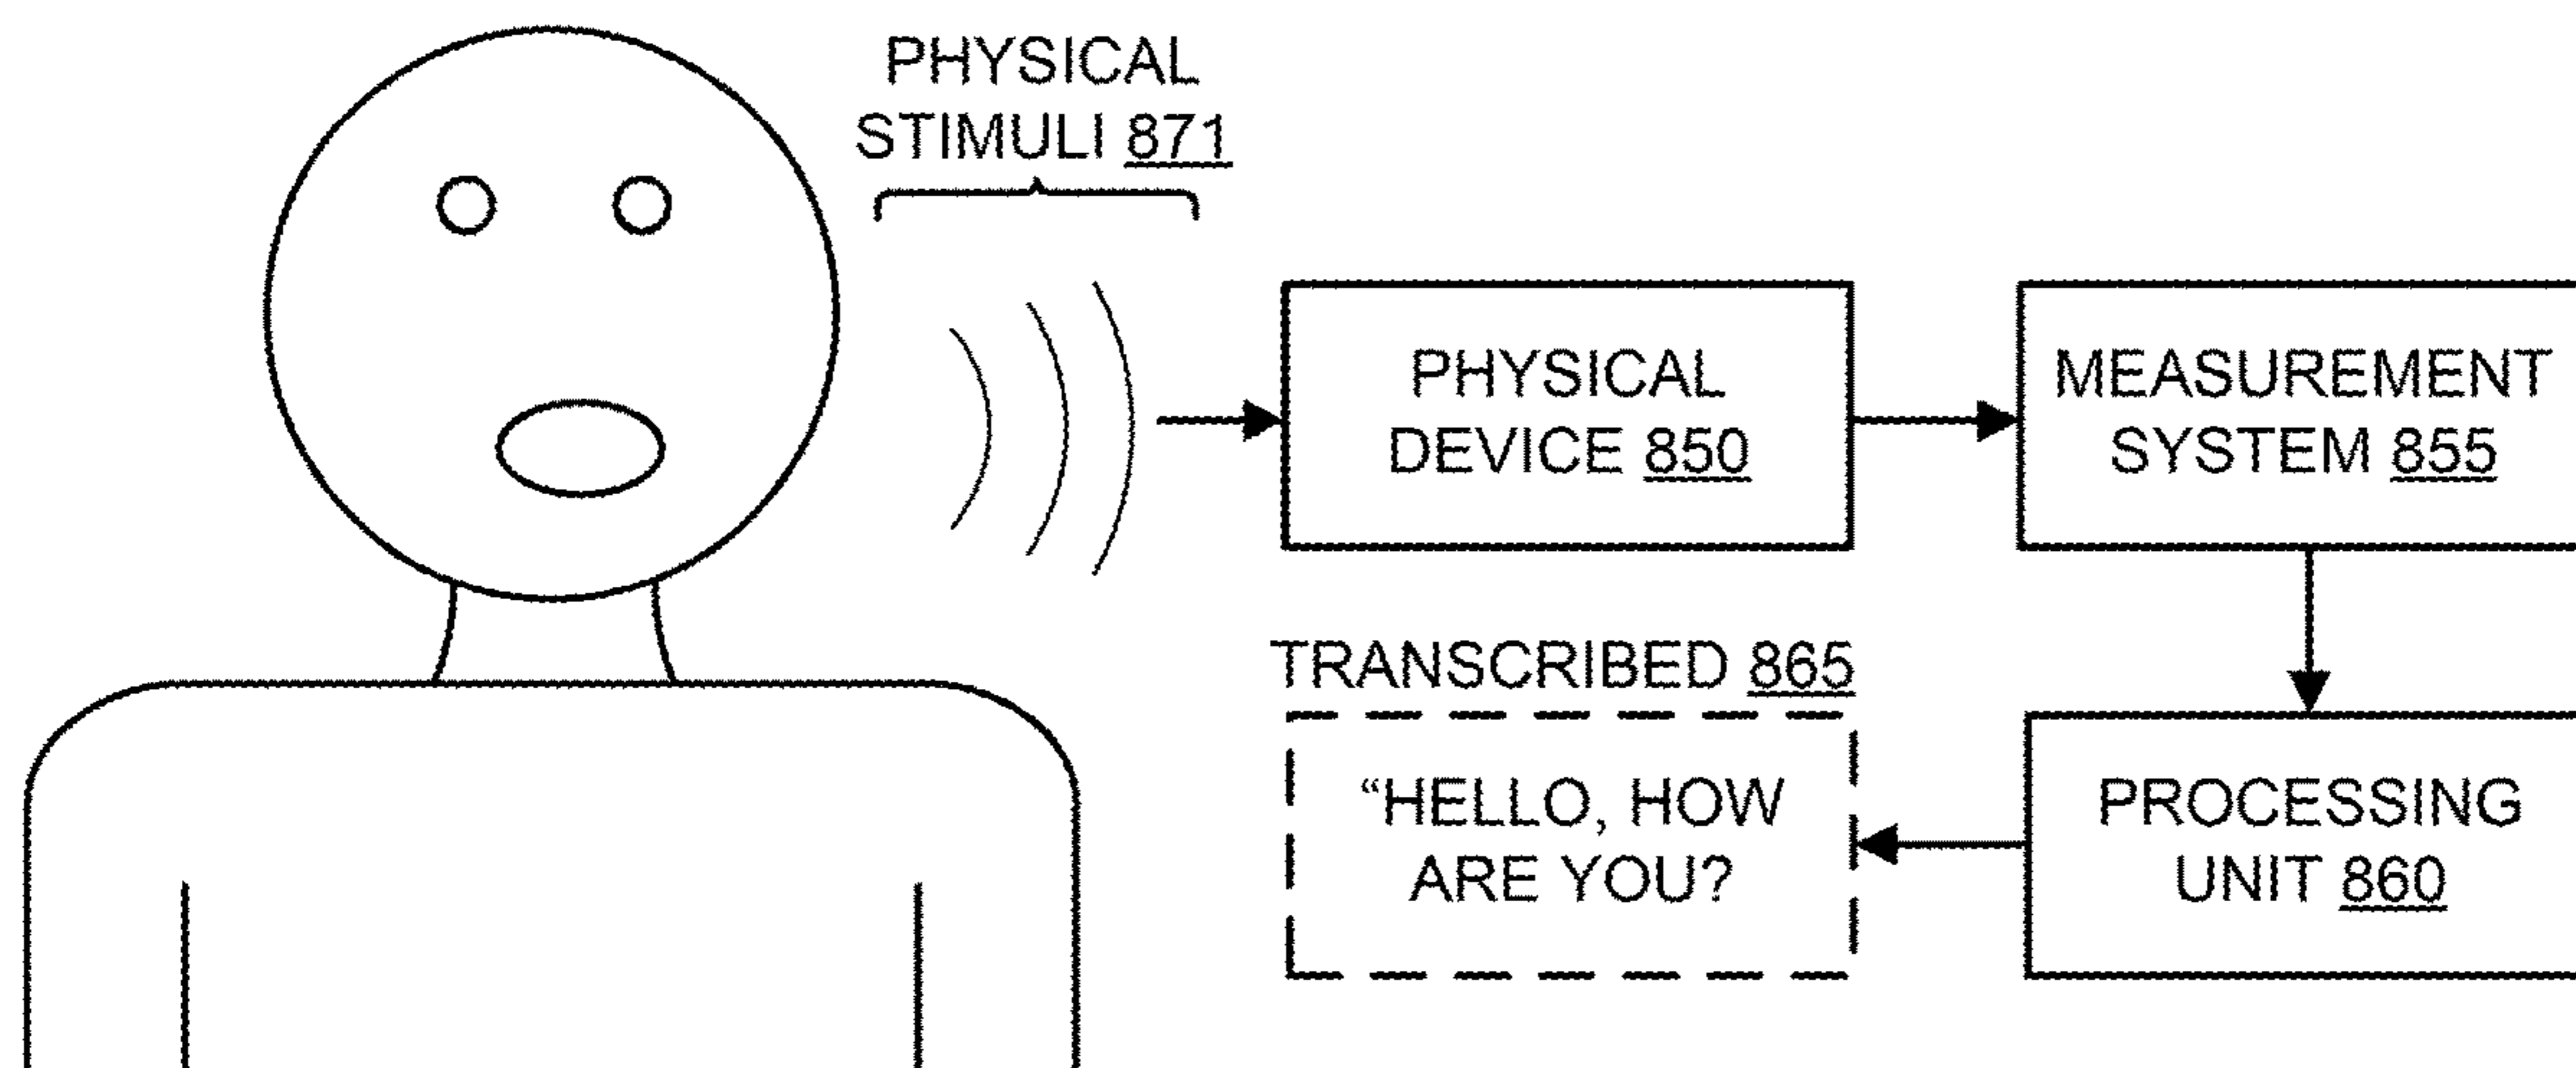 PHYSICAL
STIMULI 871
PHYSICAL
DEVICE 850
MEASUREMENT
SYSTEM 855
TRANSCRIBED 865
“HELLO, HOW
ARE YOU?
PROCESSING
UNIT 860